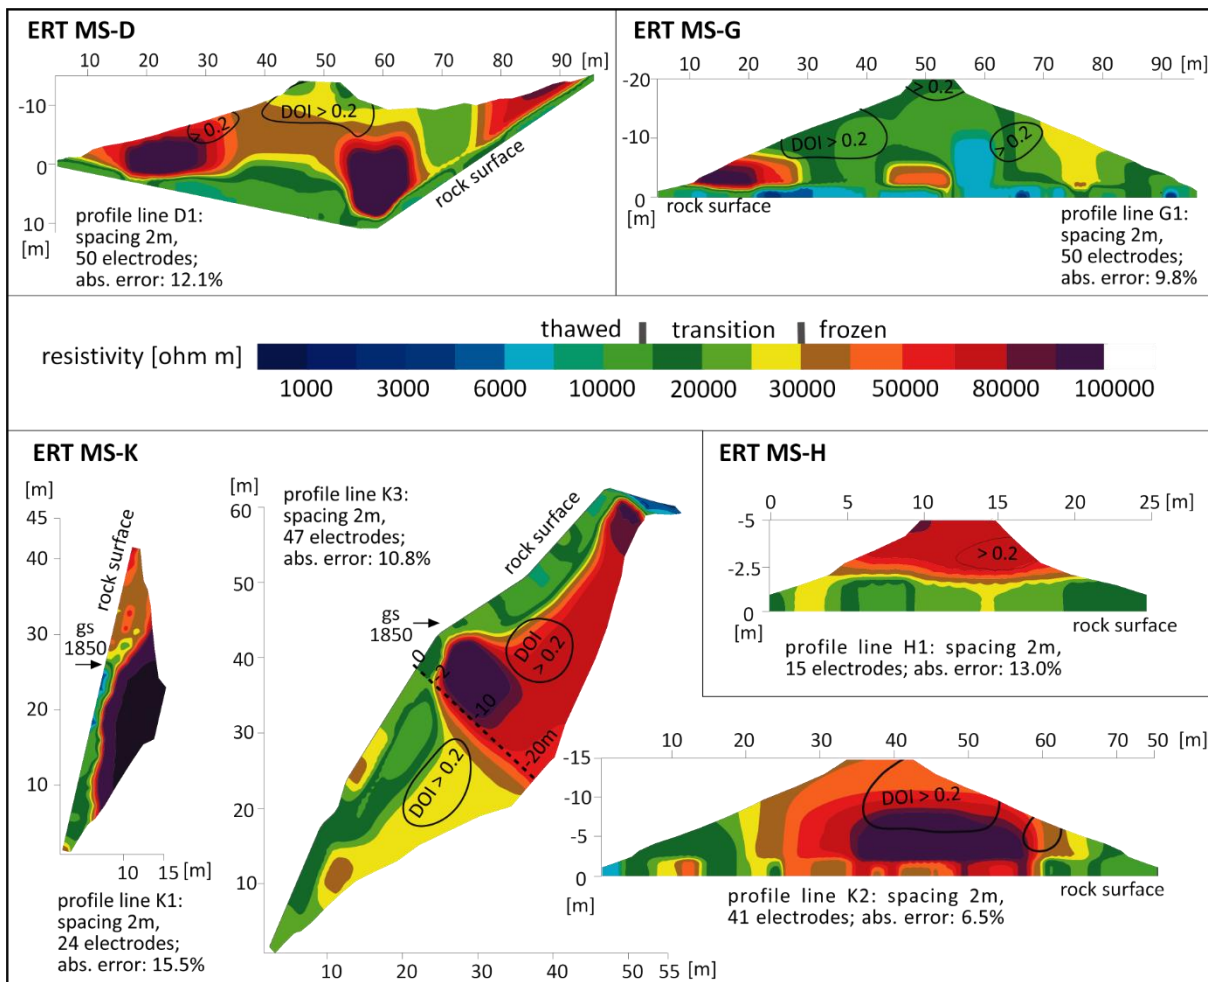 ERT MS-D
10 20 30 40 50 60 70 80 90 [m]
-10
0
10
[m]
> 0.2
DOI > 0.2
rock surface
profile line D1:
spacing 2m,
50 electrodes;
abs. error: 12.1%
ERT MS-G
10 20 30 40 50 60 70 80 90 [m]
-20
-10
0
[m]
> 0.2
DOI > 0.2
> 0.2
rock surface
profile line G1:
spacing 2m,
50 electrodes;
abs. error: 9.8%
thawed transition frozen
resistivity [ohm m]
1000 3000 6000 10000 20000 30000 50000 80000 100000
ERT MS-K
[m]
45
40
30
20
10
rock surface
gs
1850
10 15 [m]
profile line K1:
spacing 2m,
24 electrodes;
abs. error: 15.5%
[m]
60
50
40
30
20
10
profile line K3:
spacing 2m,
47 electrodes;
abs. error: 10.8%
rock surface
gs
1850
0
-2
-10
-20m
DOI
> 0.2
DOI > 0.2
10 20 30 40 50 55 [m]
ERT MS-H
0 5 10 15 20 25 [m]
-5
-2.5
0
[m]
> 0.2
rock surface
profile line H1: spacing 2m,
15 electrodes; abs. error: 13.0%
[m]
10 20 30 40 50 60 70 50 [m]
-15
-10
-5
0
[m]
DOI > 0.2
rock surface
profile line K2: spacing 2m,
41 electrodes; abs. error: 6.5%